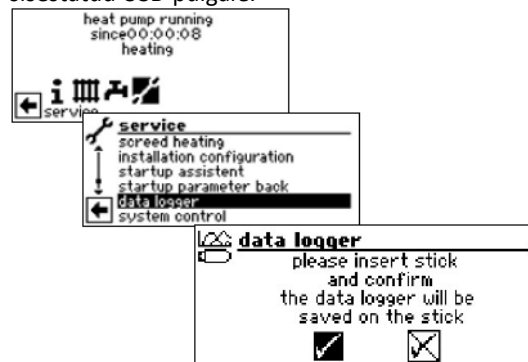 heat pump running
since00:00:08
heating
service
service
screed heating
installation configuration
startup assistent
startup parameter back
data logger
system control
data logger
please insert stick
and confirm
the data logger will be
saved on the stick